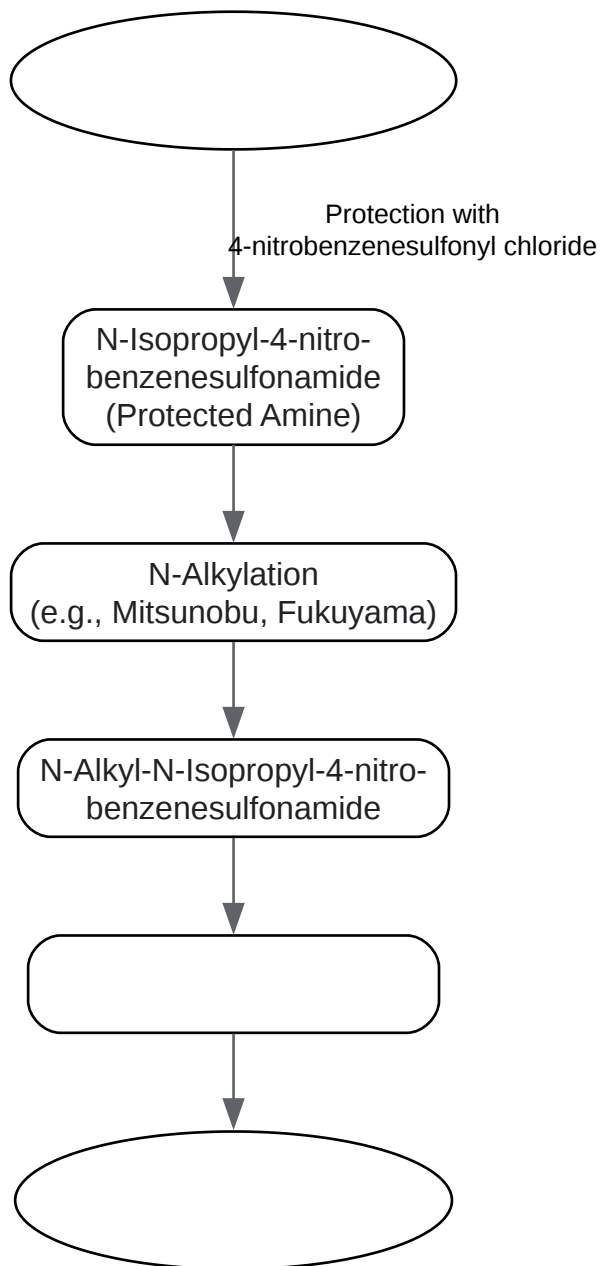 Protection with
4-nitrobenzenesulfonyl chloride
N-Isopropyl-4-nitro-
benzenesulfonamide
(Protected Amine)
N-Alkylation
(e.g., Mitsunobu, Fukuyama)
N-Alkyl-N-Isopropyl-4-nitro-
benzenesulfonamide